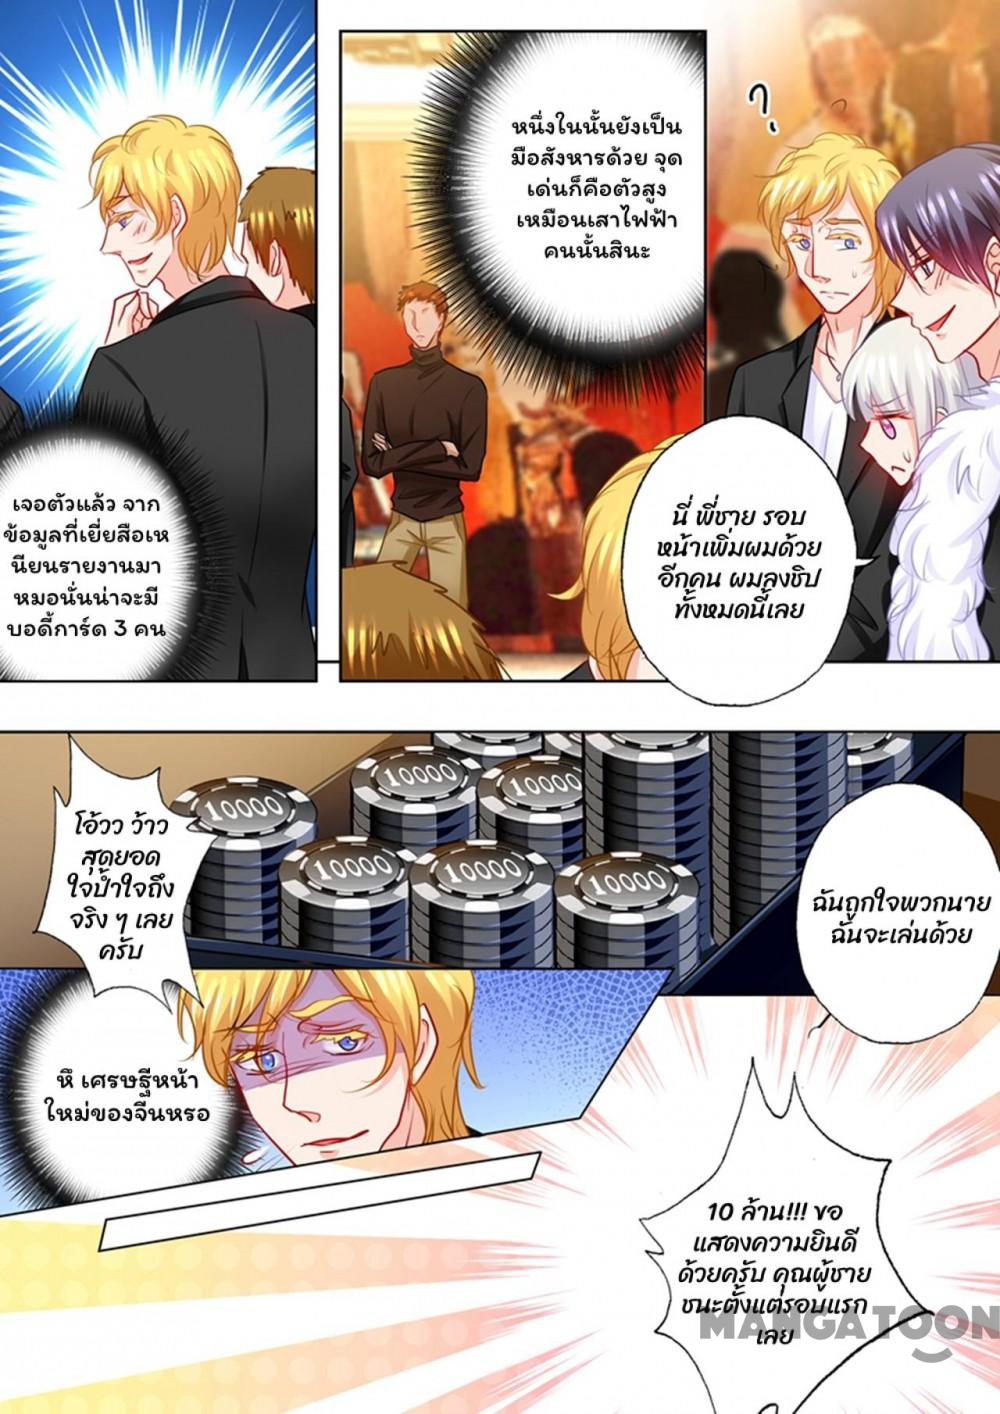 เจอตัวแล้ว จาก
ข้อมูลที่เยี่ยสือเห
นียนรายงานมา
หมอนั่นน่าจะมี
บอดี้การ์ด 3 คน
หนึ่งในนั้นยังเป็น
มือสังหารด้วย จุด
เด่นก็คือตัวสูง
เหมือนเสาไฟฟ้า
คนนั้นสินะ
นี่ พี่ชาย รอบ
หน้าเพิ่มผมด้วย
อีกคน ผมลงชิป
ทั้งหมดนี้เลย
โอ้วว ว้าว
สุดยอด
ใจป้ำใจถึง
จริง ๆ เลย
ครับ
10000
10000
10000
10000
10000
10000
ฉันถูกใจพวกนาย
ฉันจะเล่นด้วย
หึ เศรษฐีหน้า
ใหม่ของจีนหรอ
10 ล้าน!!! ขอ
แสดงความยินดี
ด้วยครับ คุณผู้ชาย
ชนะตั้งแต่รอบแรก
เลย
MANGATOON